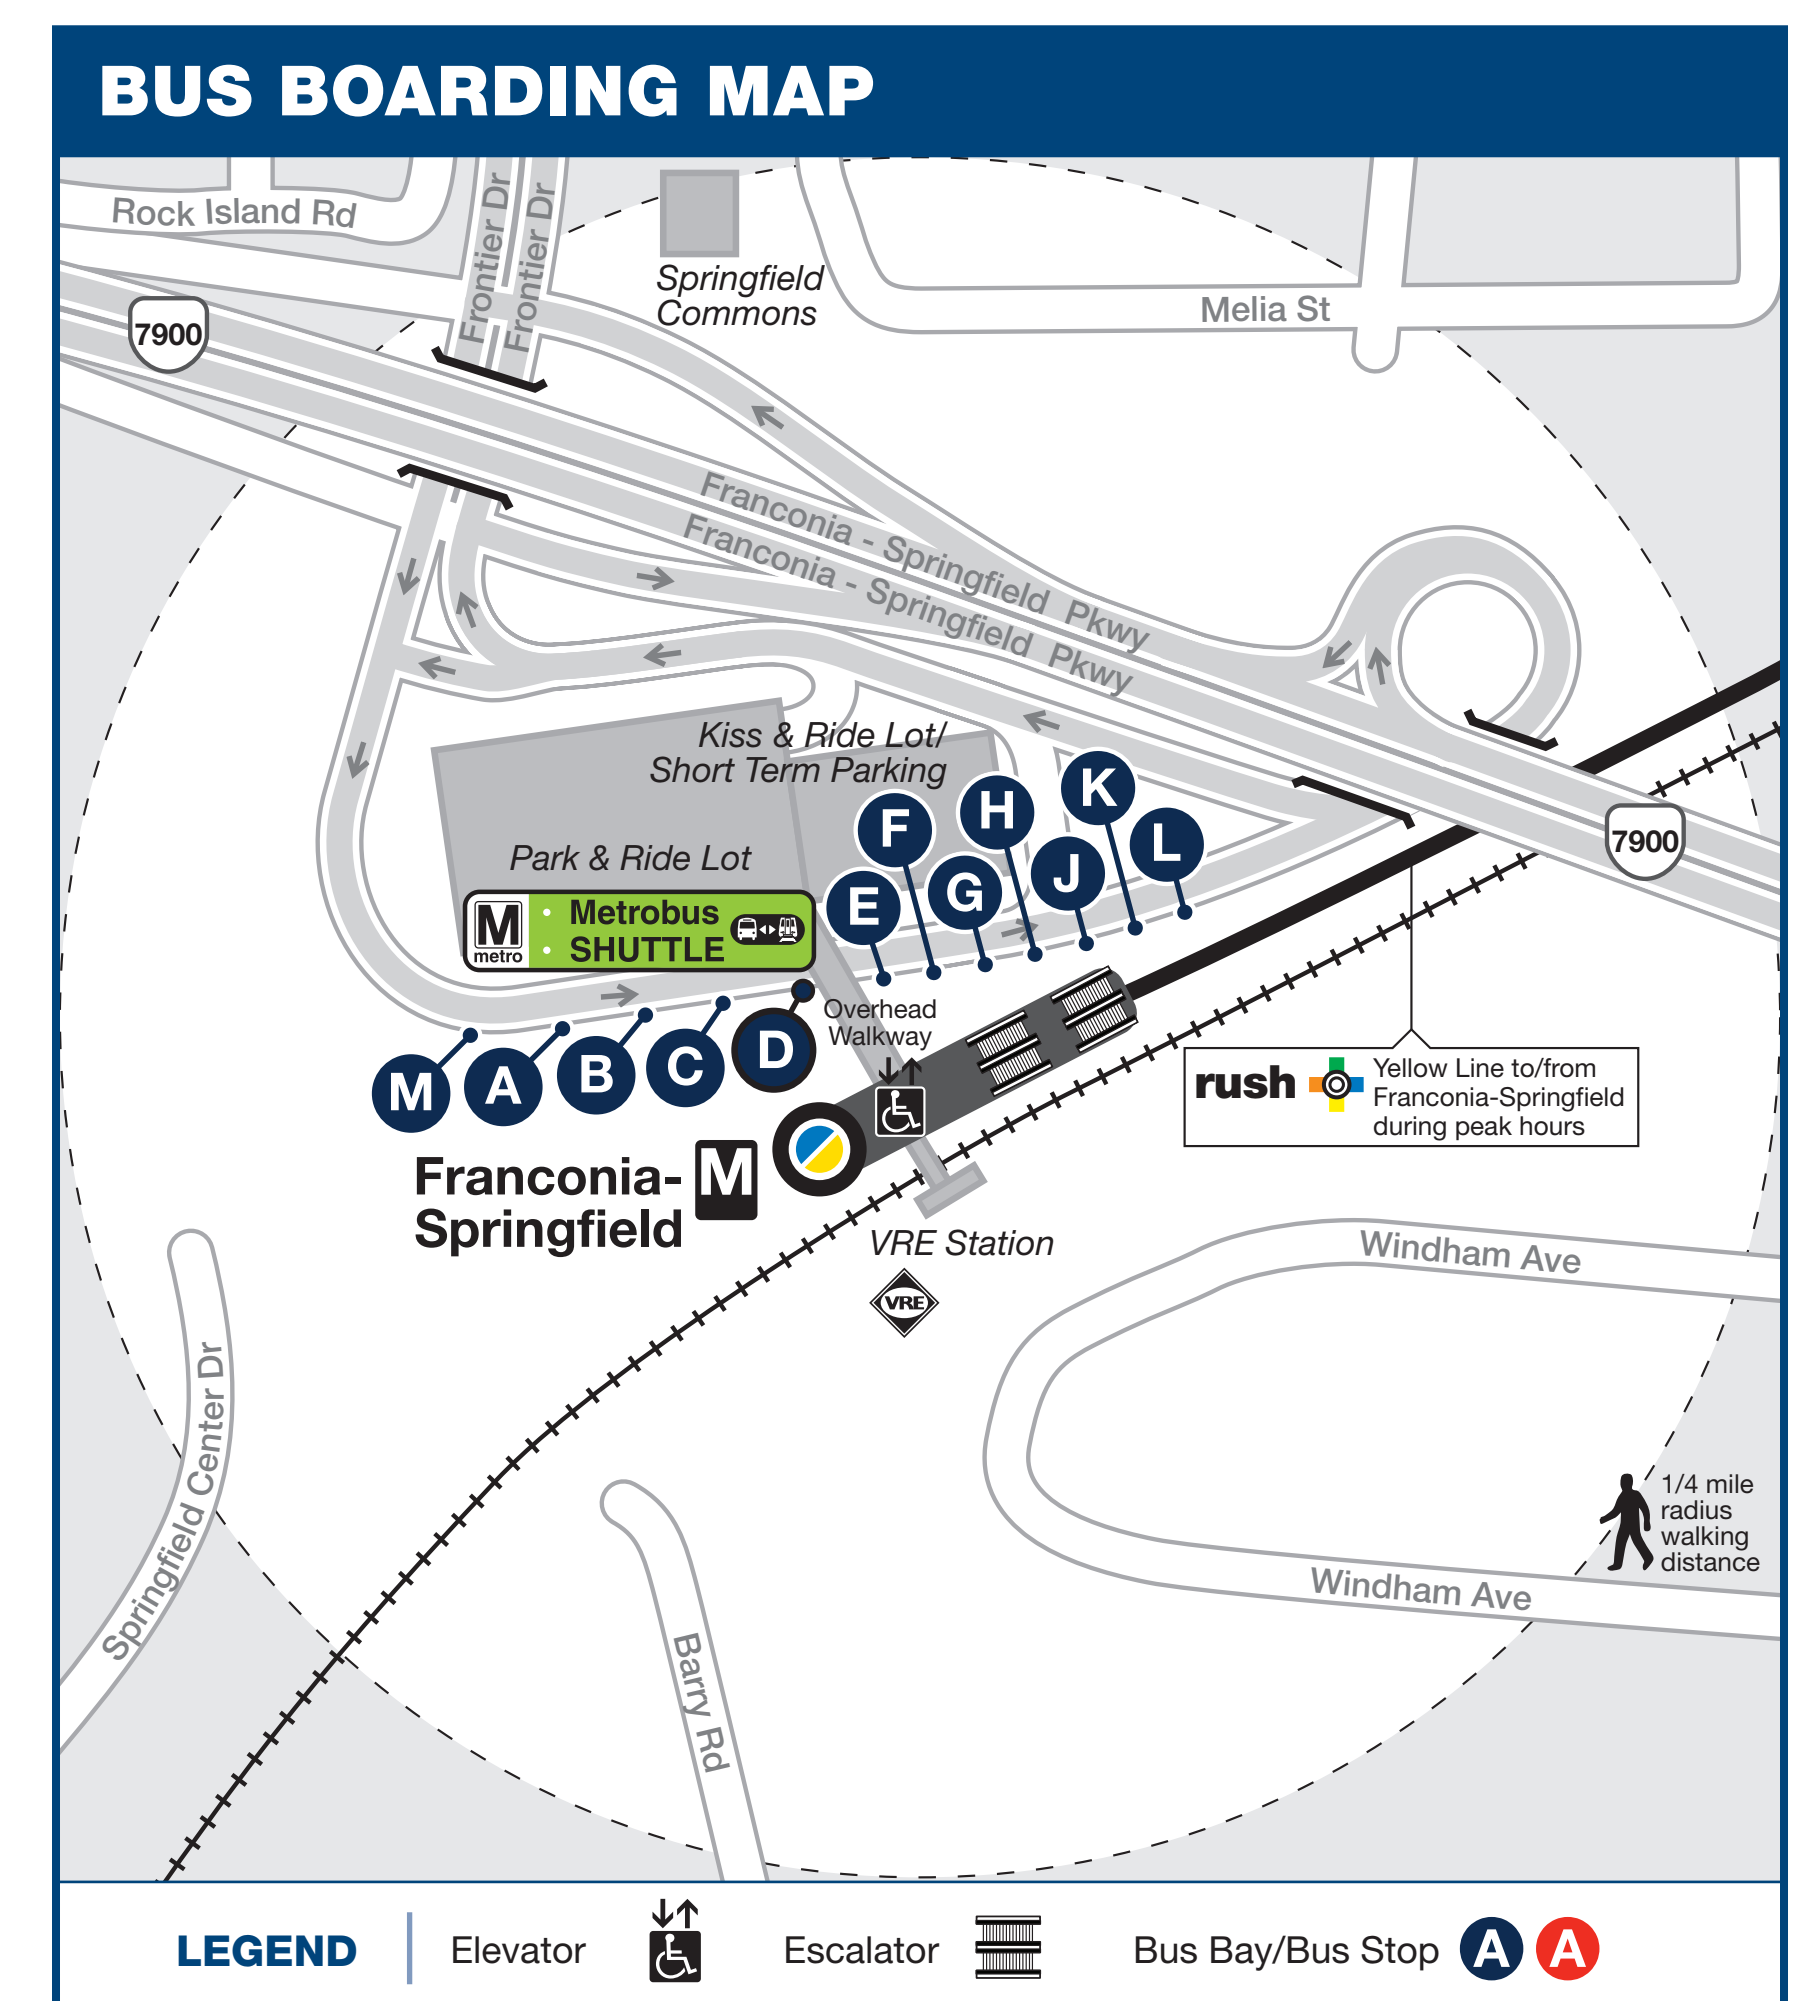 BUS BOARDING MAP
Rock Island Rd
Frontier Dr
Frontier Dr
Springfield
Commons
Melia St
7900
Franconia - Springfield Pkwy
Franconia - Springfield Pkwy
Kiss & Ride Lot/
Short Term Parking
Park & Ride Lot
7900
K
H
F
L
J
G
E
M
metro
• Metrobus
• SHUTTLE
Overhead
Walkway
D
C
B
A
M
rush
Yellow Line to/from
Franconia-Springfield
during peak hours
Franconia-
Springfield
M
VRE Station
VRE
Windham Ave
Springfield Center Dr
1/4 mile
radius
walking
distance
Windham Ave
Barry Rd
LEGEND
Elevator
Escalator
Bus Bay/Bus Stop
A
A